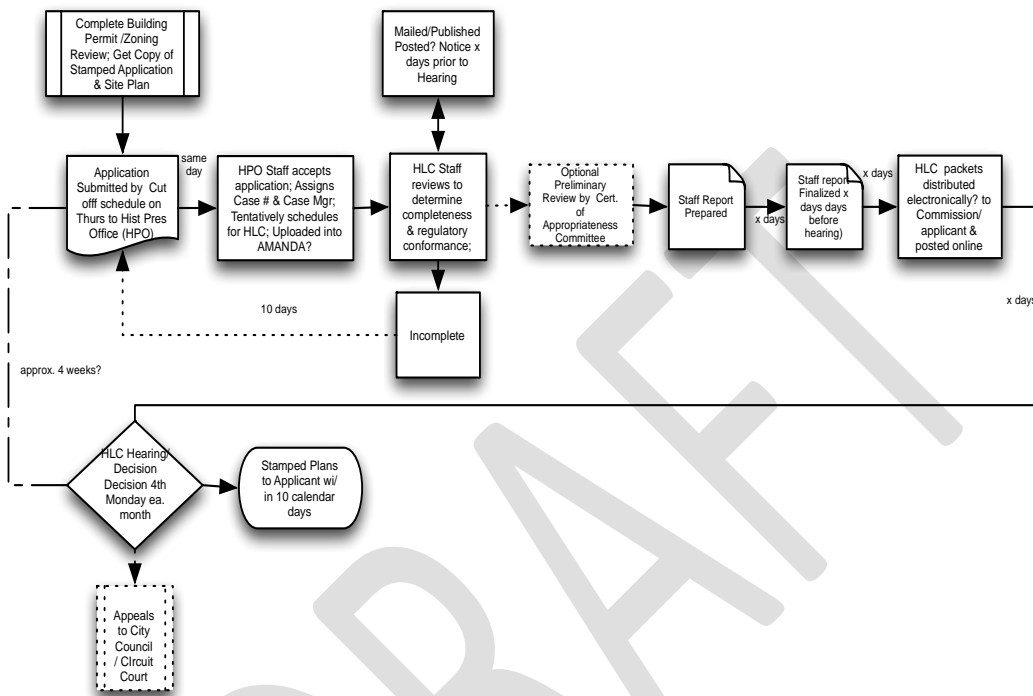 Complete Building
Permit /Zoning
Review; Get Copy of
Stamped Application
& Site Plan
Mailed/Published
Posted? Notice x
days prior to
Hearing
Application
Submitted by Cut
offf schedule on
Thurs to Hist Pres
Office (HPO)
same
day
HPO Staff accepts
application; Assigns
Case # & Case Mgr;
Tentatively schedules
for HLC; Uploaded into
AMANDA?
HLC Staff
reviews to
determine
completeness
& regulatory
conformance;
Optional
Preliminary
Review by Cert.
of
Appropriateness
Committee
Staff Report
Prepared
x days
Staff report
Finalized x
days days
before
hearing)
x days
HLC packets
distributed
electronically? to
Commission/
applicant &
posted online
x days
10 days
Incomplete
approx. 4 weeks?
HLC Hearing/
Decision
Decision 4th
Monday ea.
month
Stamped Plans
to Applicant wi/
in 10 calendar
days
Appeals
to City
Council
/ CIrcuit
Court
DRAFT